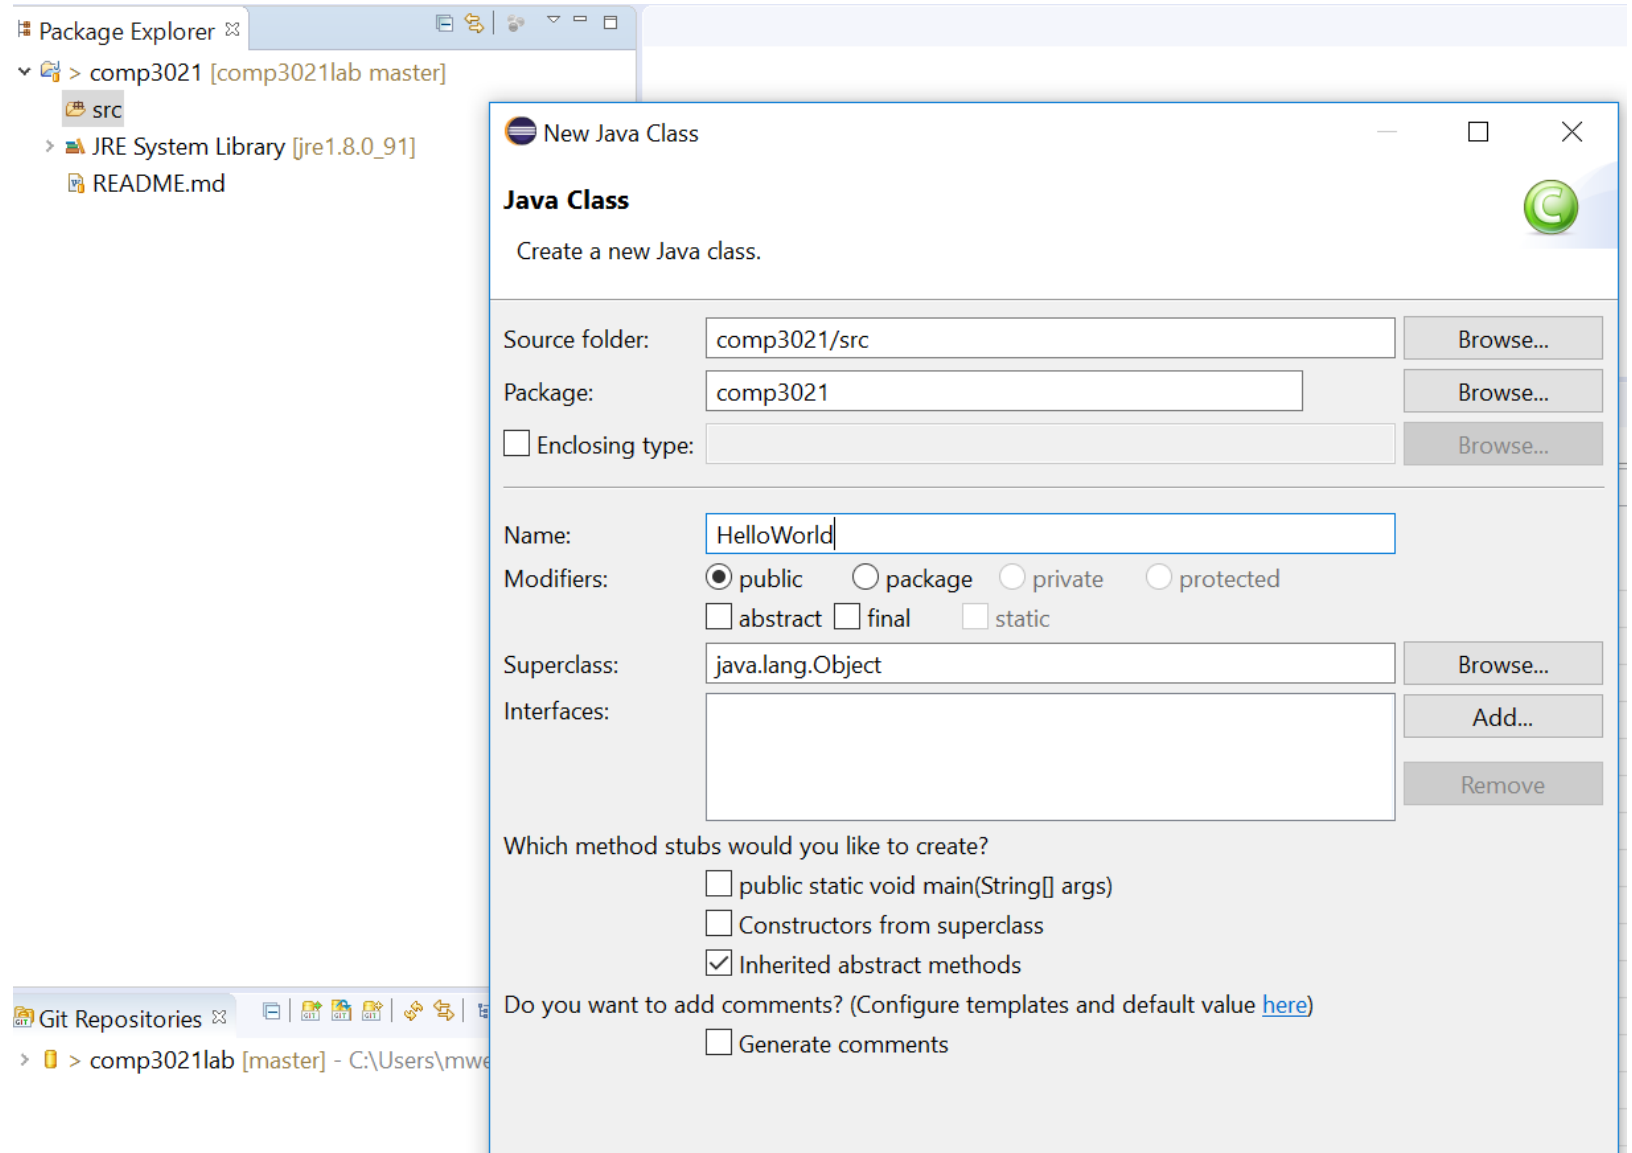 Package Explorer
> comp3021 [comp3021lab master]
src
JRE System Library [jre1.8.0_91]
README.md
New Java Class
Java Class
Create a new Java class.
Source folder: comp3021/src Browse...
Package: comp3021 Browse...
Enclosing type: Browse...
Name: HelloWorld
Modifiers: public package private protected
abstract final static
Superclass: java.lang.Object Browse...
Interfaces: Add...
Remove
Which method stubs would you like to create?
public static void main(String[] args)
Constructors from superclass
Inherited abstract methods
Do you want to add comments? (Configure templates and default value here)
Generate comments
Git Repositories
> comp3021lab [master] - C:\Users\mwe